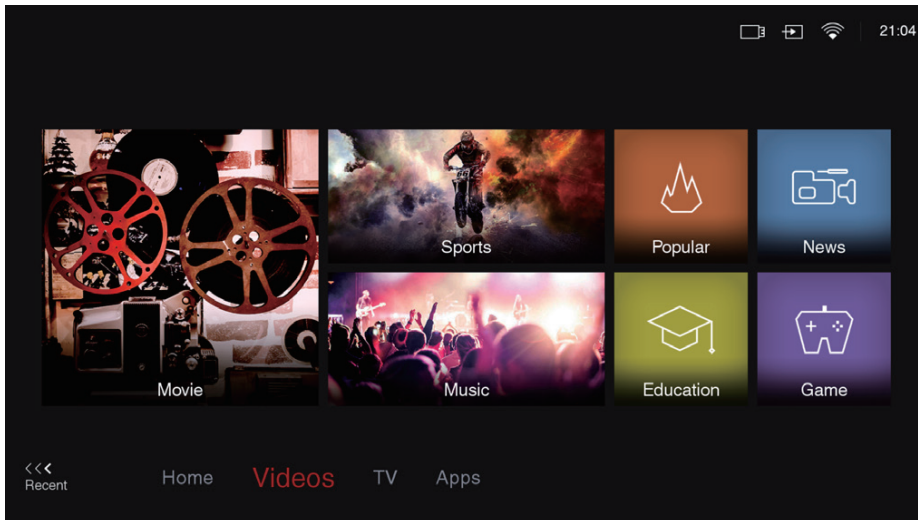 21:04
Sports
Popular
News
Movie
Music
Education
Game
<<<
Recent
Home
Videos
TV
Apps